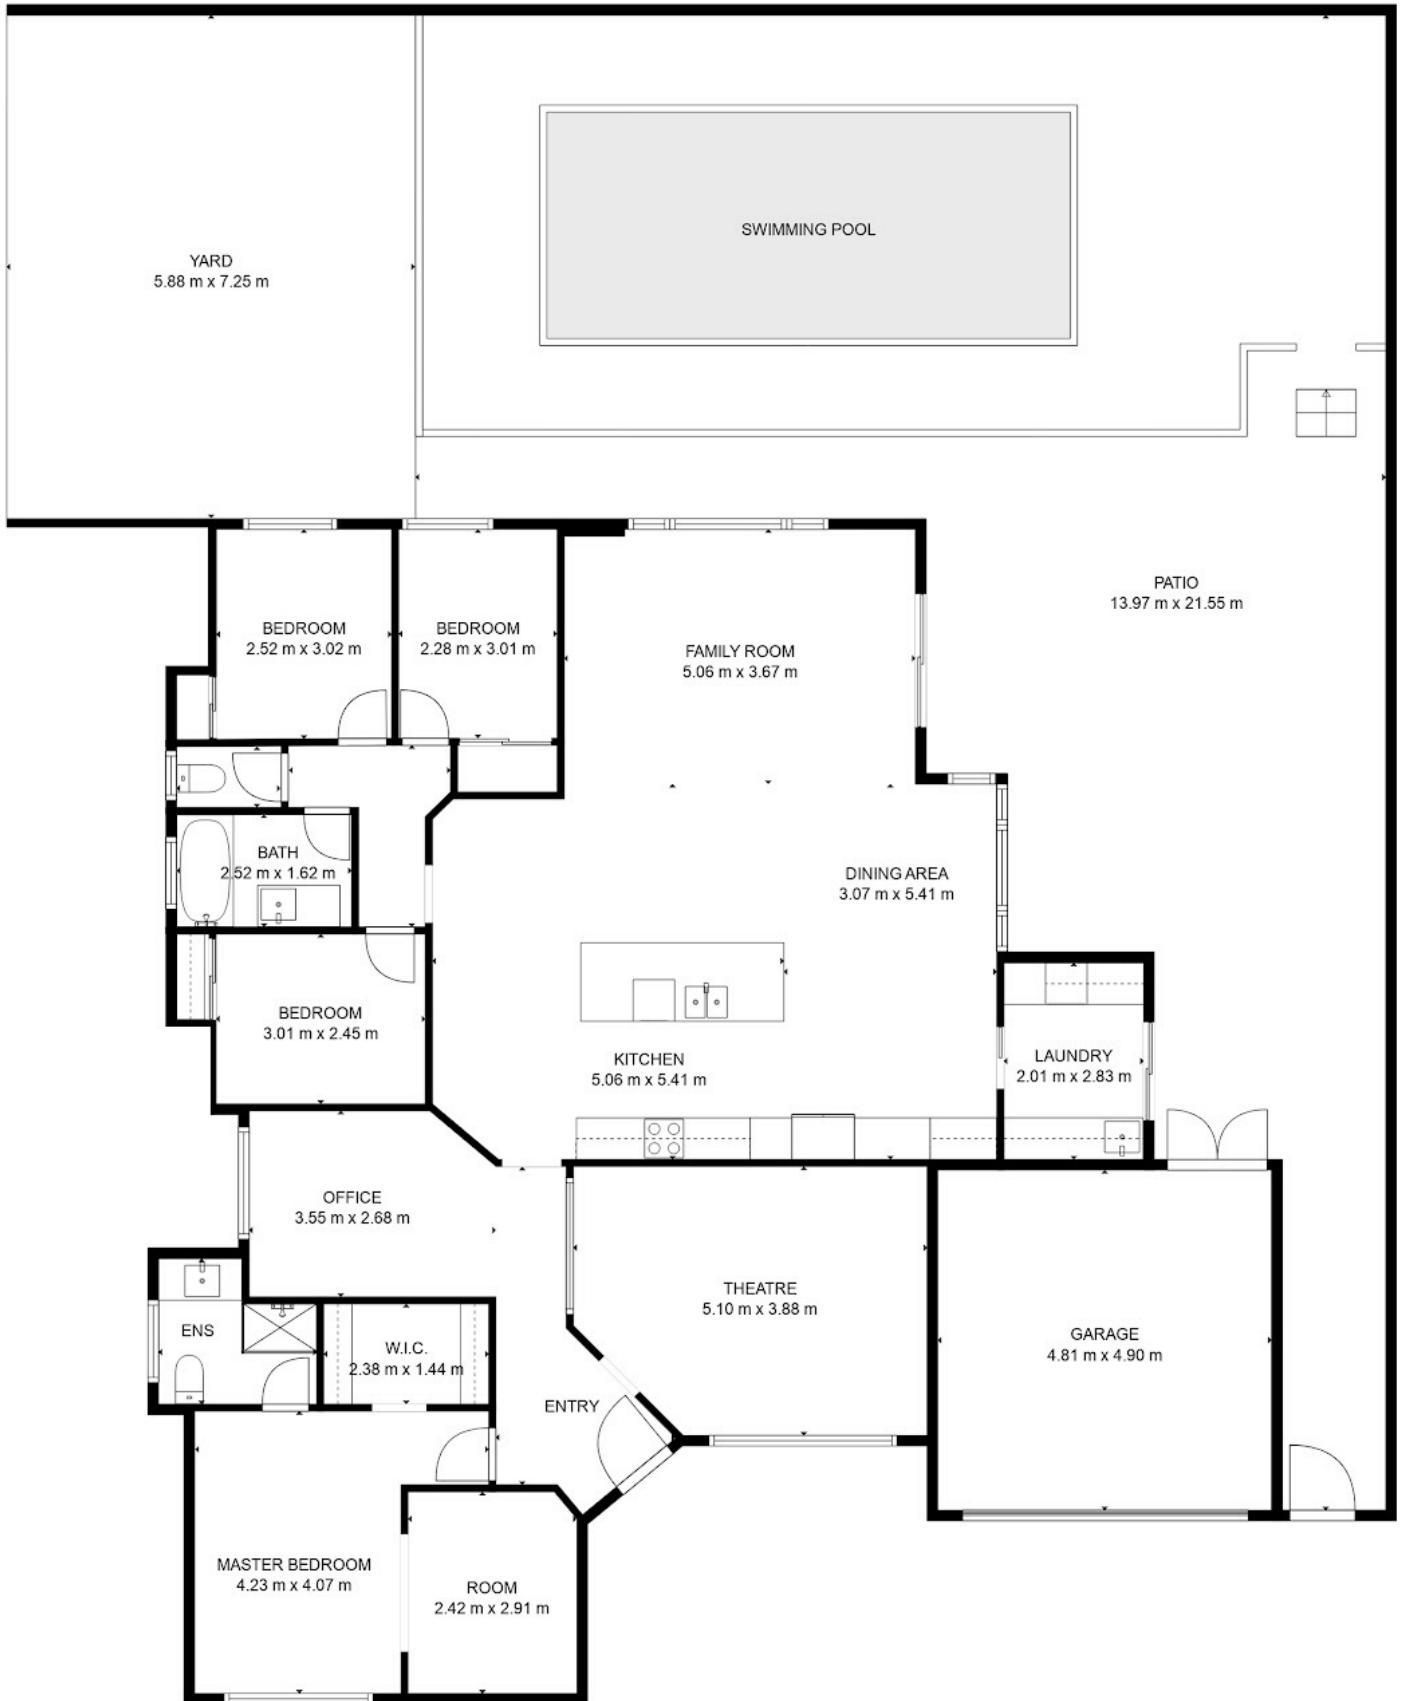 SWIMMING POOL
YARD
5.88 m x 7.25 m
PATIO
13.97 m x 21.55 m
BEDROOM
2.52 m x 3.02 m
BEDROOM
2.28 m x 3.01 m
FAMILY ROOM
5.06 m x 3.67 m
BATH
2.52 m x 1.62 m
DINING AREA
3.07 m x 5.41 m
BEDROOM
3.01 m x 2.45 m
KITCHEN
5.06 m x 5.41 m
LAUNDRY
2.01 m x 2.83 m
OFFICE
3.55 m x 2.68 m
THEATRE
5.10 m x 3.88 m
ENS
W.I.C.
2.38 m x 1.44 m
GARAGE
4.81 m x 4.90 m
ENTRY
MASTER BEDROOM
4.23 m x 4.07 m
ROOM
2.42 m x 2.91 m